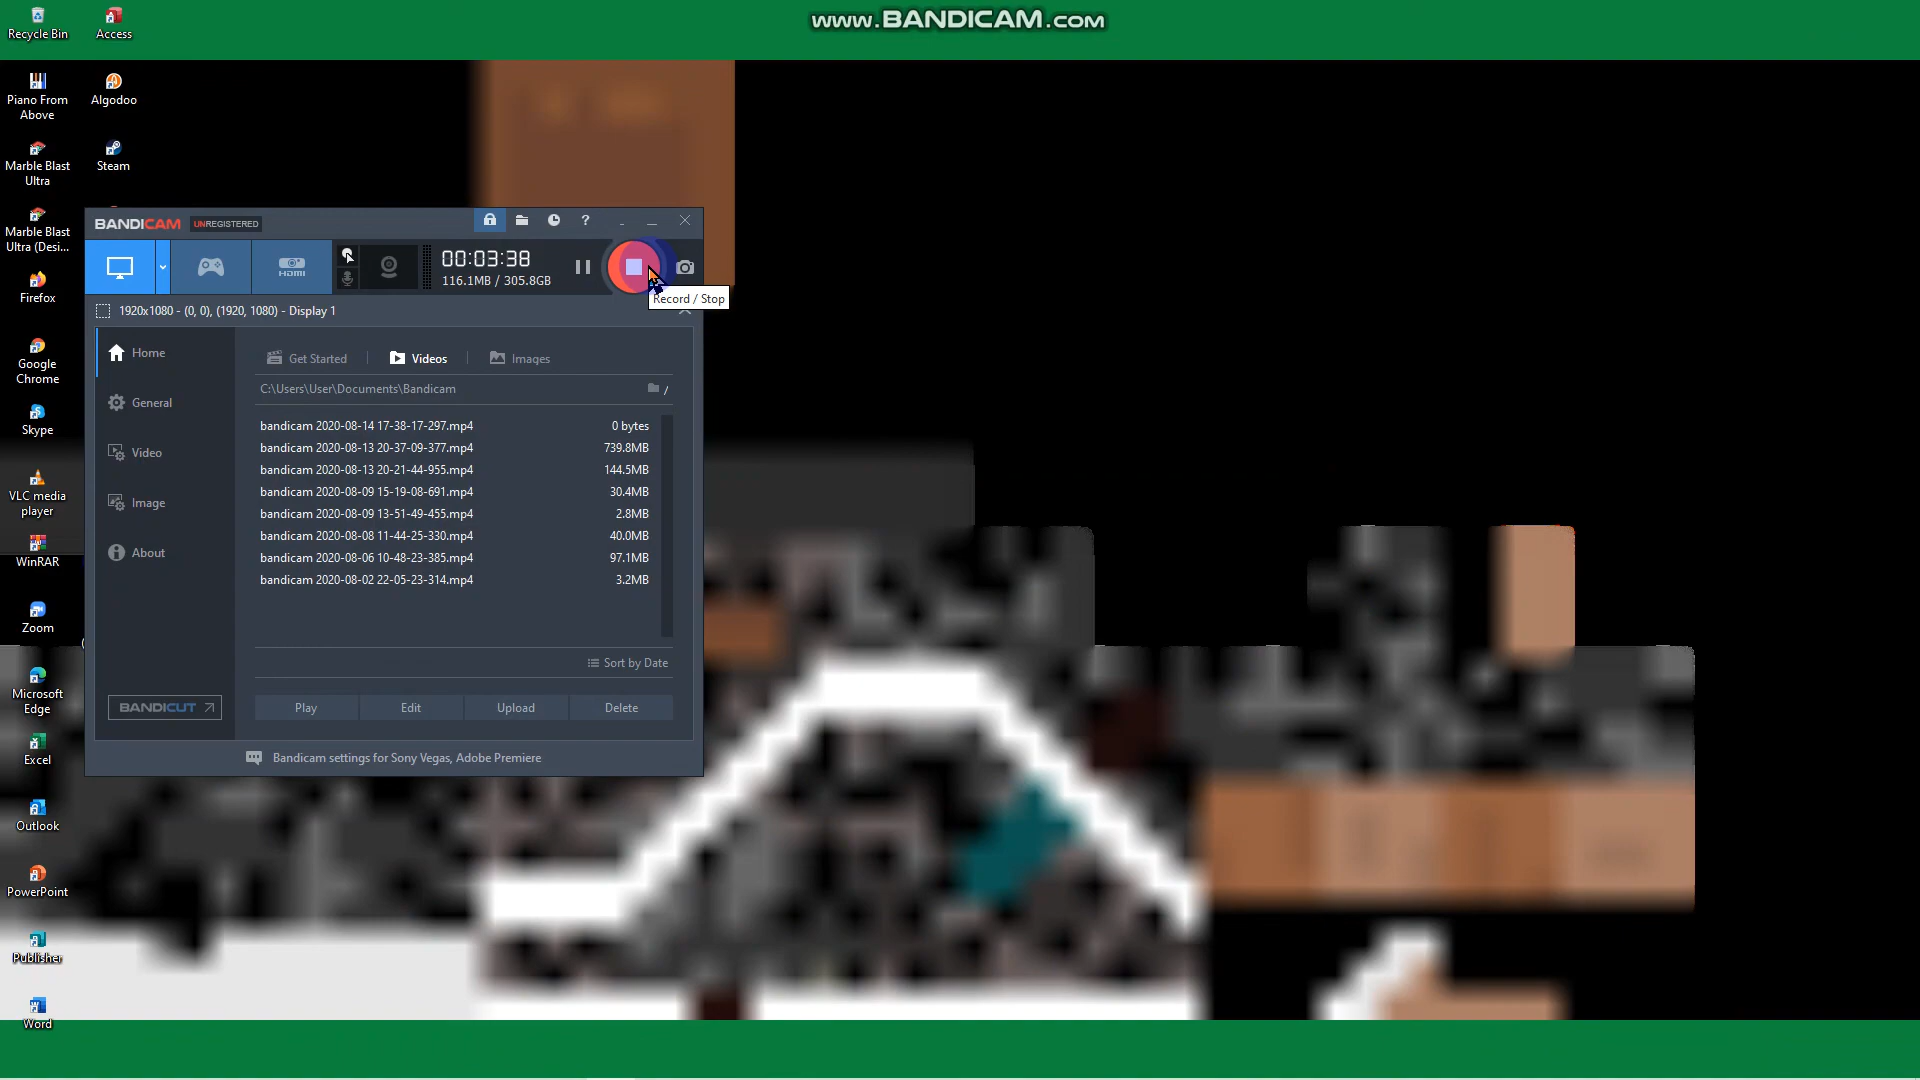 www.BANDICAM.com
Recycle Bin
Access
Piano From
Above
Algodoo
Marble Blast
Ultra
Steam
Marble Blast
Ultra (Desi...
Firefox
Google
Chrome
Skype
VLC media
player
WinRAR
Zoom
Microsoft
Edge
Excel
Outlook
PowerPoint
Publisher
Word
BANDICAM UNREGISTERED
?
HDMI
00:03:38
116.1MB / 305.8GB
Record / Stop
1920x1080 - (0, 0), (1920, 1080) - Display 1
Home
General
Video
Image
About
BANDICUT
Get Started
Videos
Images
C:\Users\User\Documents\Bandicam
/
bandicam 2020-08-14 17-38-17-297.mp4 0 bytes
bandicam 2020-08-13 20-37-09-377.mp4 739.8MB
bandicam 2020-08-13 20-21-44-955.mp4 144.5MB
bandicam 2020-08-09 15-19-08-691.mp4 30.4MB
bandicam 2020-08-09 13-51-49-455.mp4 2.8MB
bandicam 2020-08-08 11-44-25-330.mp4 40.0MB
bandicam 2020-08-06 10-48-23-385.mp4 97.1MB
bandicam 2020-08-02 22-05-23-314.mp4 3.2MB
Sort by Date
Play Edit Upload Delete
Bandicam settings for Sony Vegas, Adobe Premiere